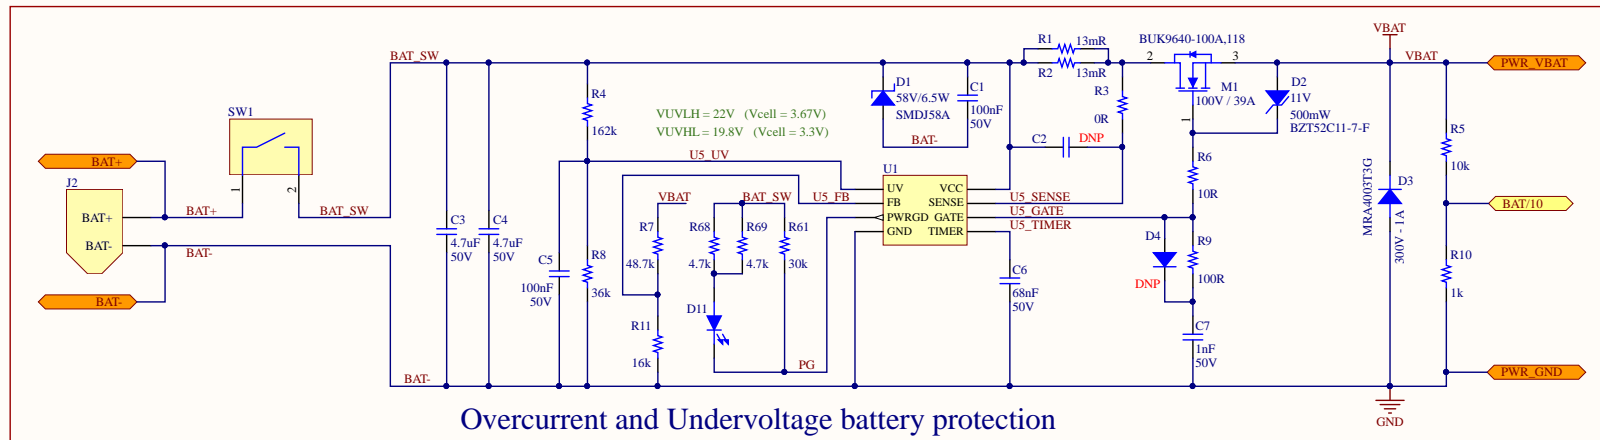 VBAT
R1
13mR
BUK9640-100A,118
BAT_SW
2
3
VBAT
PWR_VBAT
R2
13mR
D1
58V/6.5W
SMDJ58A
C1
100nF
50V
R3
0R
M1
100V / 39A
D2
11V
500mW
BZT52C11-7-F
R4
162k
VUVLH = 22V (Vcell = 3.67V)
VUVHL = 19.8V (Vcell = 3.3V)
SW1
BAT-
C2
DNP
1
R5
10k
U5_UV
BAT+
J2
1
2
U1
R6
10R
D3
MRA4003T3G
300V - 1A
VBAT
BAT_SW
U5_FB
UV
FB
PWRGD
GND
VCC
SENSE
GATE
TIMER
U5_SENSE
U5_GATE
U5_TIMER
BAT/10
BAT+
BAT-
BAT+
BAT_SW
BAT-
C3
4.7uF
50V
C4
4.7uF
50V
R7
48.7k
R68
4.7k
R69
4.7k
R61
30k
D4
DNP
R9
100R
C5
100nF
50V
R8
36k
C6
68nF
50V
R10
1k
BAT-
D11
R11
16k
C7
1nF
50V
PG
BAT-
PWR_GND
GND
Overcurrent and Undervoltage battery protection